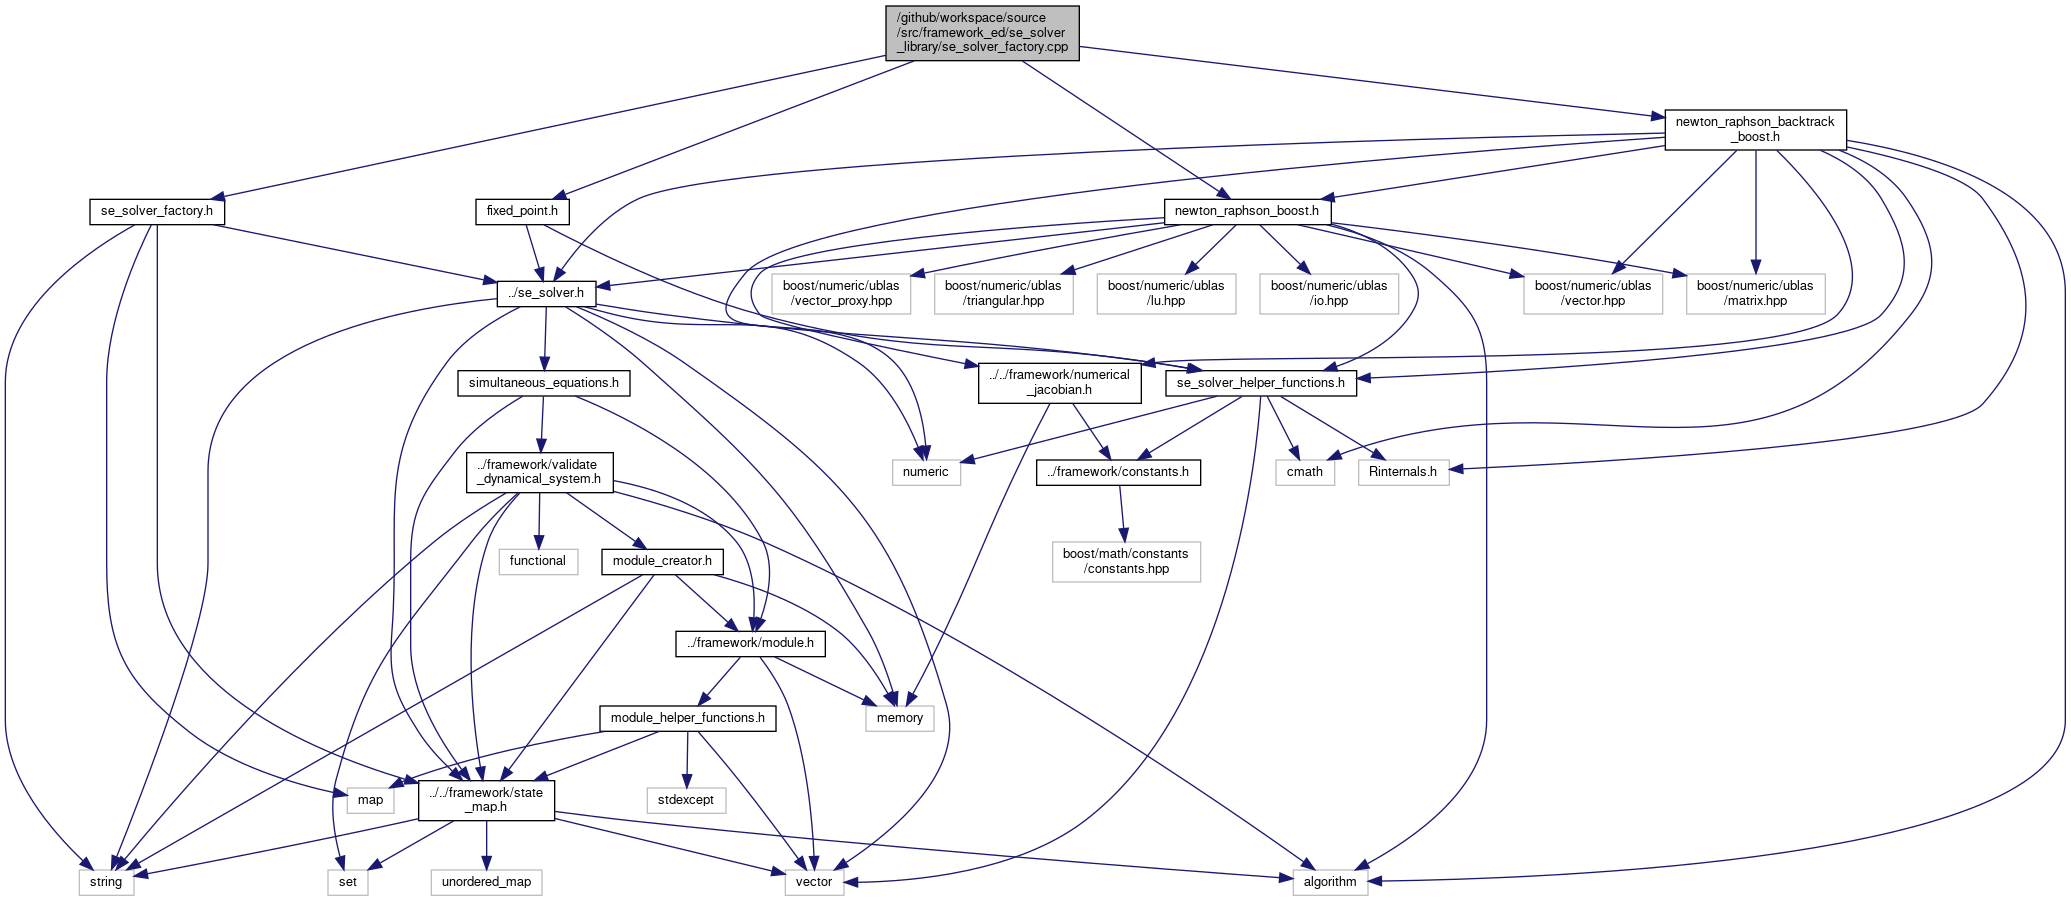 /github/workspace/source
/src/framework_ed/se_solver
_library/se_solver_factory.cpp
newton_raphson_backtrack
_boost.h
se_solver_factory.h
fixed_point.h
newton_raphson_boost.h
../se_solver.h
boost/numeric/ublas
/vector_proxy.hpp
boost/numeric/ublas
/triangular.hpp
boost/numeric/ublas
/lu.hpp
boost/numeric/ublas
/io.hpp
boost/numeric/ublas
/vector.hpp
boost/numeric/ublas
/matrix.hpp
simultaneous_equations.h
../../framework/numerical
_jacobian.h
se_solver_helper_functions.h
../framework/validate
_dynamical_system.h
numeric
../framework/constants.h
cmath
Rinternals.h
functional
module_creator.h
boost/math/constants
/constants.hpp
../framework/module.h
module_helper_functions.h
memory
map
../../framework/state
_map.h
stdexcept
string
set
unordered_map
vector
algorithm